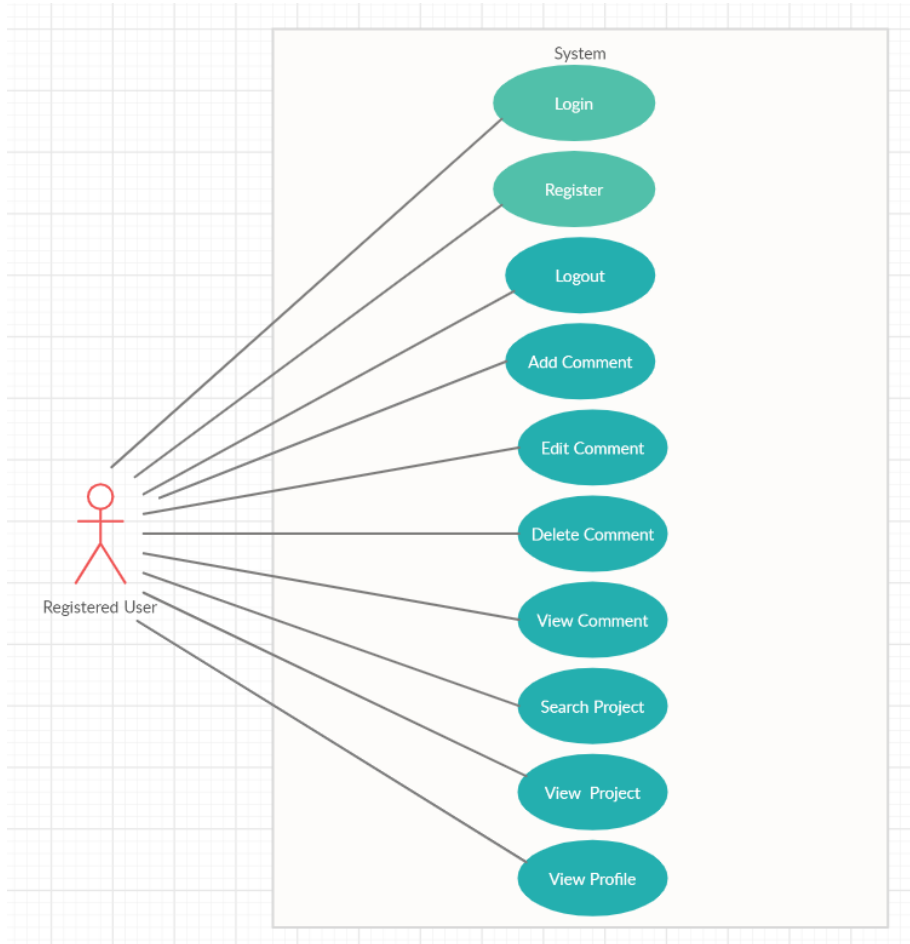 System
Login
Register
Logout
Add Comment
Edit Comment
Delete Comment
Registered User
View Comment
Search Project
View  Project
View Profile